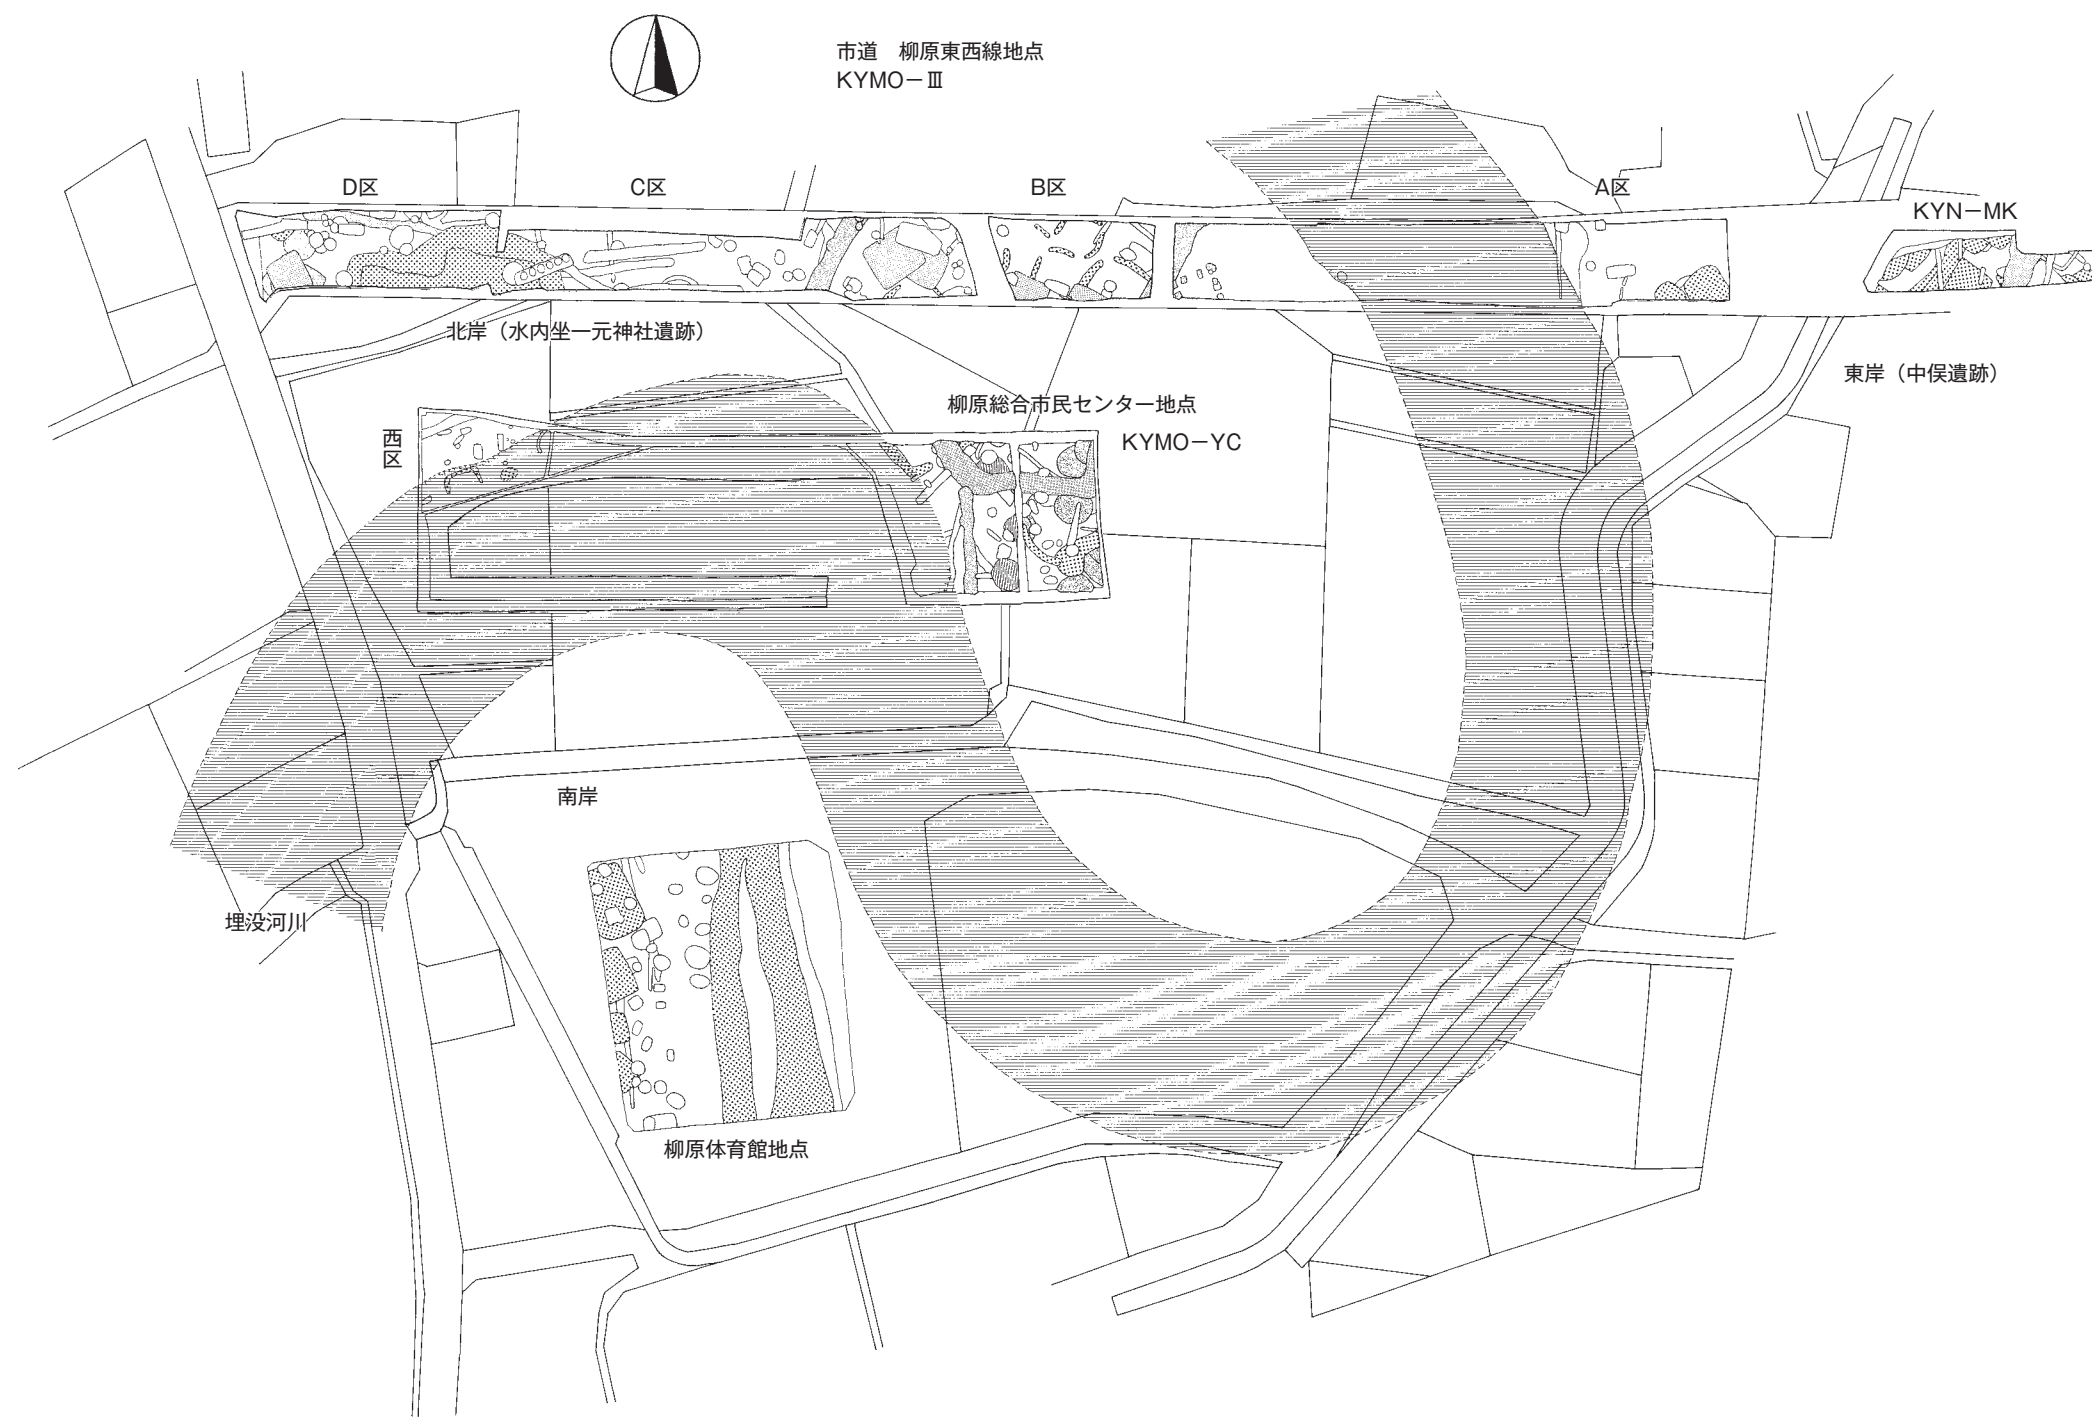 市道　柳原東西線地点
KYMO－Ⅲ
D区
C区
B区
A区
KYN－MK
北岸（水内坐一元神社遺跡）
東岸（中俣遺跡）
柳原総合市民センター地点
KYMO－YC
西区
南岸
埋没河川
柳原体育館地点